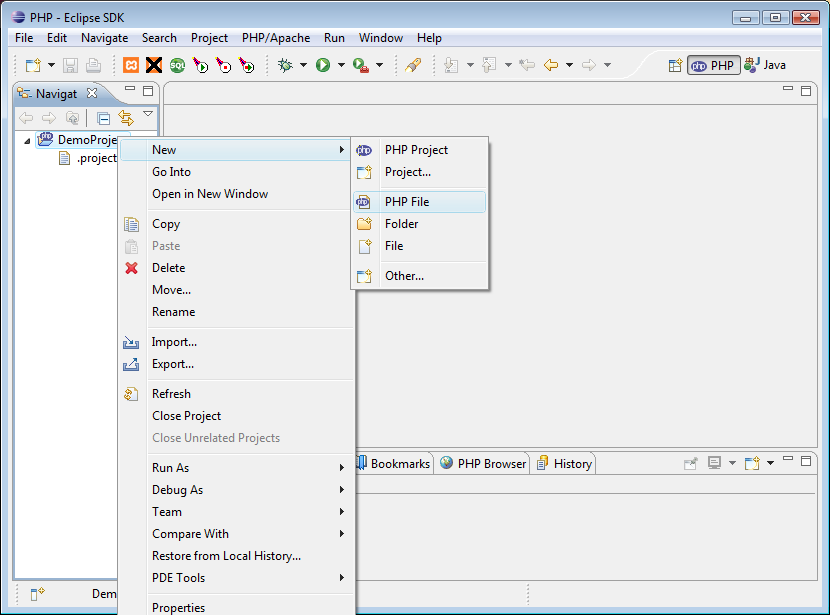 PHP - Eclipse SDK
File Edit Navigate Search Project PHP/Apache Run Window Help
SQL
php PHP Java
Navigat
DemoProje
.project
New
Go Into
Open in New Window
Copy
Paste
Delete
Move...
Rename
Import...
Export...
Refresh
Close Project
Close Unrelated Projects
Run As
Debug As
Team
Compare With
Restore from Local History...
PDE Tools
Properties
PHP Project
Project...
PHP File
Folder
File
Other...
Bookmarks PHP Browser History
Dem